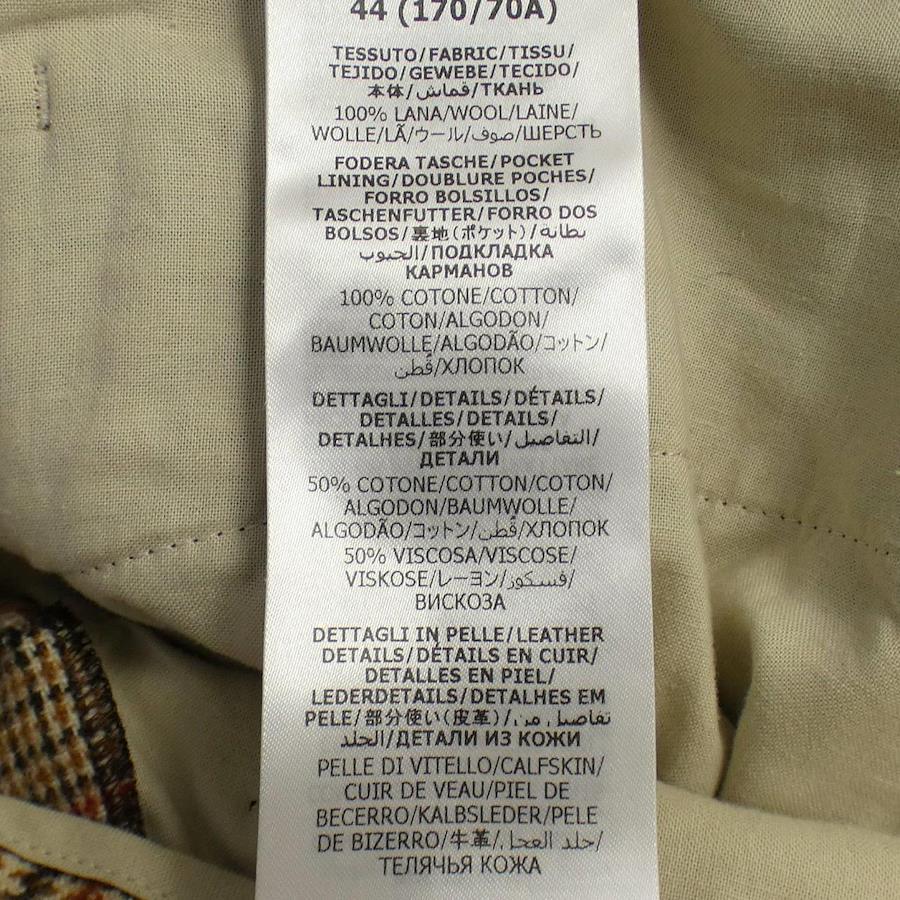 44 (170/70A)
TESSUTO/FABRIC/TISSU/
TEJIDO/GEWEBE/TECIDO/
本体/قماش/ТКАНЬ
100% LANA/WOOL/LAINE/
WOLLE/LÃ/ウール/صوف/ШЕРСТЬ
FODERA TASCHE/POCKET
LINING/DOUBLURE POCHES/
FORRO BOLSILLOS/
TASCHENFUTTER/FORRO DOS
BOLSOS/裏地(ポケット)/بطانة
الجيوب/ПОДКЛАДКА
КАРМАНОВ
100% COTONE/COTTON/
COTON/ALGODON/
BAUMWOLLE/ALGODÃO/コットン/
قُطن/ХЛОПОК
DETTAGLI/DETAILS/DÉTAILS/
DETALLES/DETAILS/
DETALHES/部分使い/التفاصيل/
ДЕТАЛИ
50% COTONE/COTTON/COTON/
ALGODON/BAUMWOLLE/
ALGODÃO/コットン/قُطن/ХЛОПОК
50% VISCOSA/VISCOSE/
VISKOSE/レーヨン/فسكوز/
ВИСКОЗА
DETTAGLI IN PELLE/LEATHER
DETAILS/DÉTAILS EN CUIR/
DETALLES EN PIEL/
LEDERDETAILS/DETALHES EM
PELE/部分使い(皮革)/تفاصيل من
الجلد/ДЕТАЛИ ИЗ КОЖИ
PELLE DI VITELLO/CALFSKIN/
CUIR DE VEAU/PIEL DE
BECERRO/KALBSLEDER/PELE
DE BIZERRO/牛革/جلد العجل/
ТЕЛЯЧЬЯ КОЖА